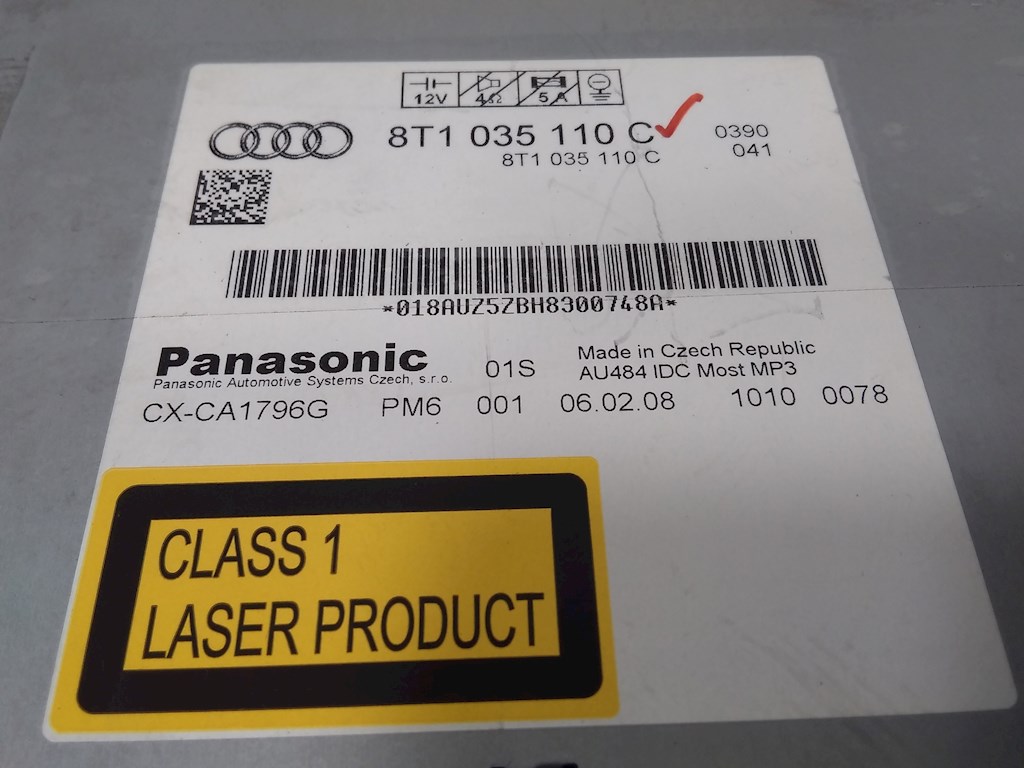 12V 4Ω 5A
8T1 035 110 C 0390
8T1 035 110 C 041
*018AUZ5ZBH8300748A*
Panasonic 01S Made in Czech Republic
Panasonic Automotive Systems Czech, s.r.o. AU484 IDC Most MP3
CX-CA1796G PM6 001 06.02.08 1010 0078
CLASS 1
LASER PRODUCT